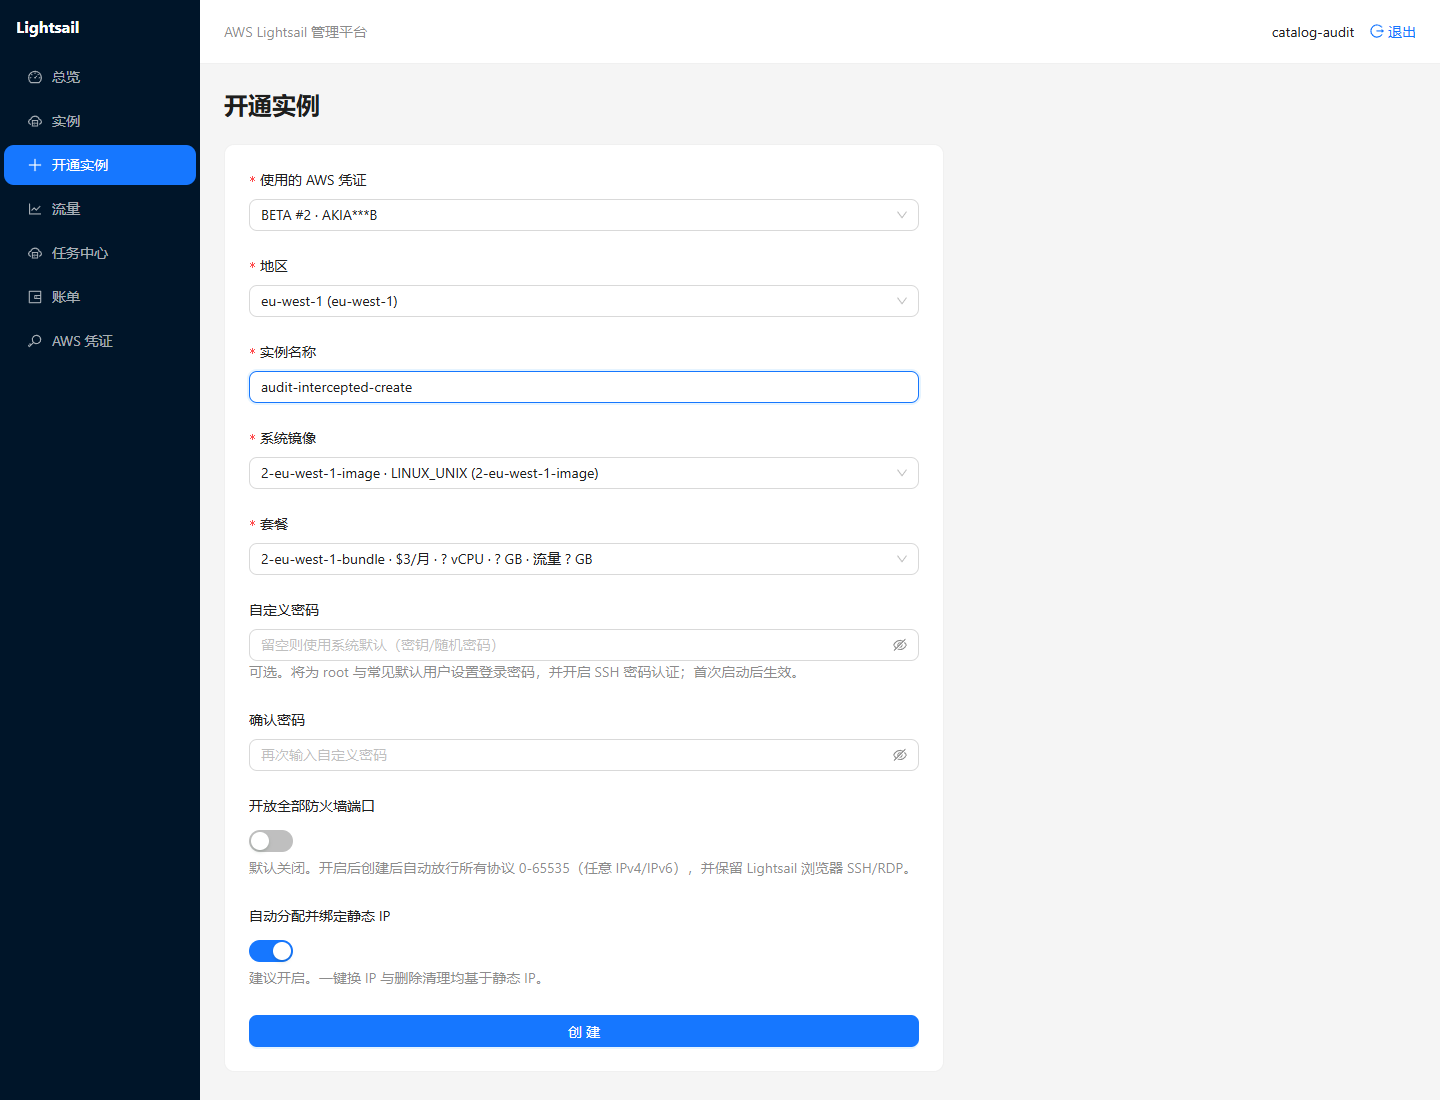 Lightsail
总览
实例
开通实例
流量
任务中心
账单
AWS 凭证
AWS Lightsail 管理平台
catalog-audit
退出
开通实例
* 使用的 AWS 凭证
BETA #2 · AKIA***B
* 地区
eu-west-1 (eu-west-1)
* 实例名称
audit-intercepted-create
* 系统镜像
2-eu-west-1-image · LINUX_UNIX (2-eu-west-1-image)
* 套餐
2-eu-west-1-bundle · $3/月 · ? vCPU · ? GB · 流量 ? GB
自定义密码
留空则使用系统默认（密钥/随机密码）
可选。将为 root 与常见默认用户设置登录密码，并开启 SSH 密码认证；首次启动后生效。
确认密码
再次输入自定义密码
开放全部防火墙端口
默认关闭。开启后创建后自动放行所有协议 0-65535（任意 IPv4/IPv6），并保留 Lightsail 浏览器 SSH/RDP。
自动分配并绑定静态 IP
建议开启。一键换 IP 与删除清理均基于静态 IP。
创 建